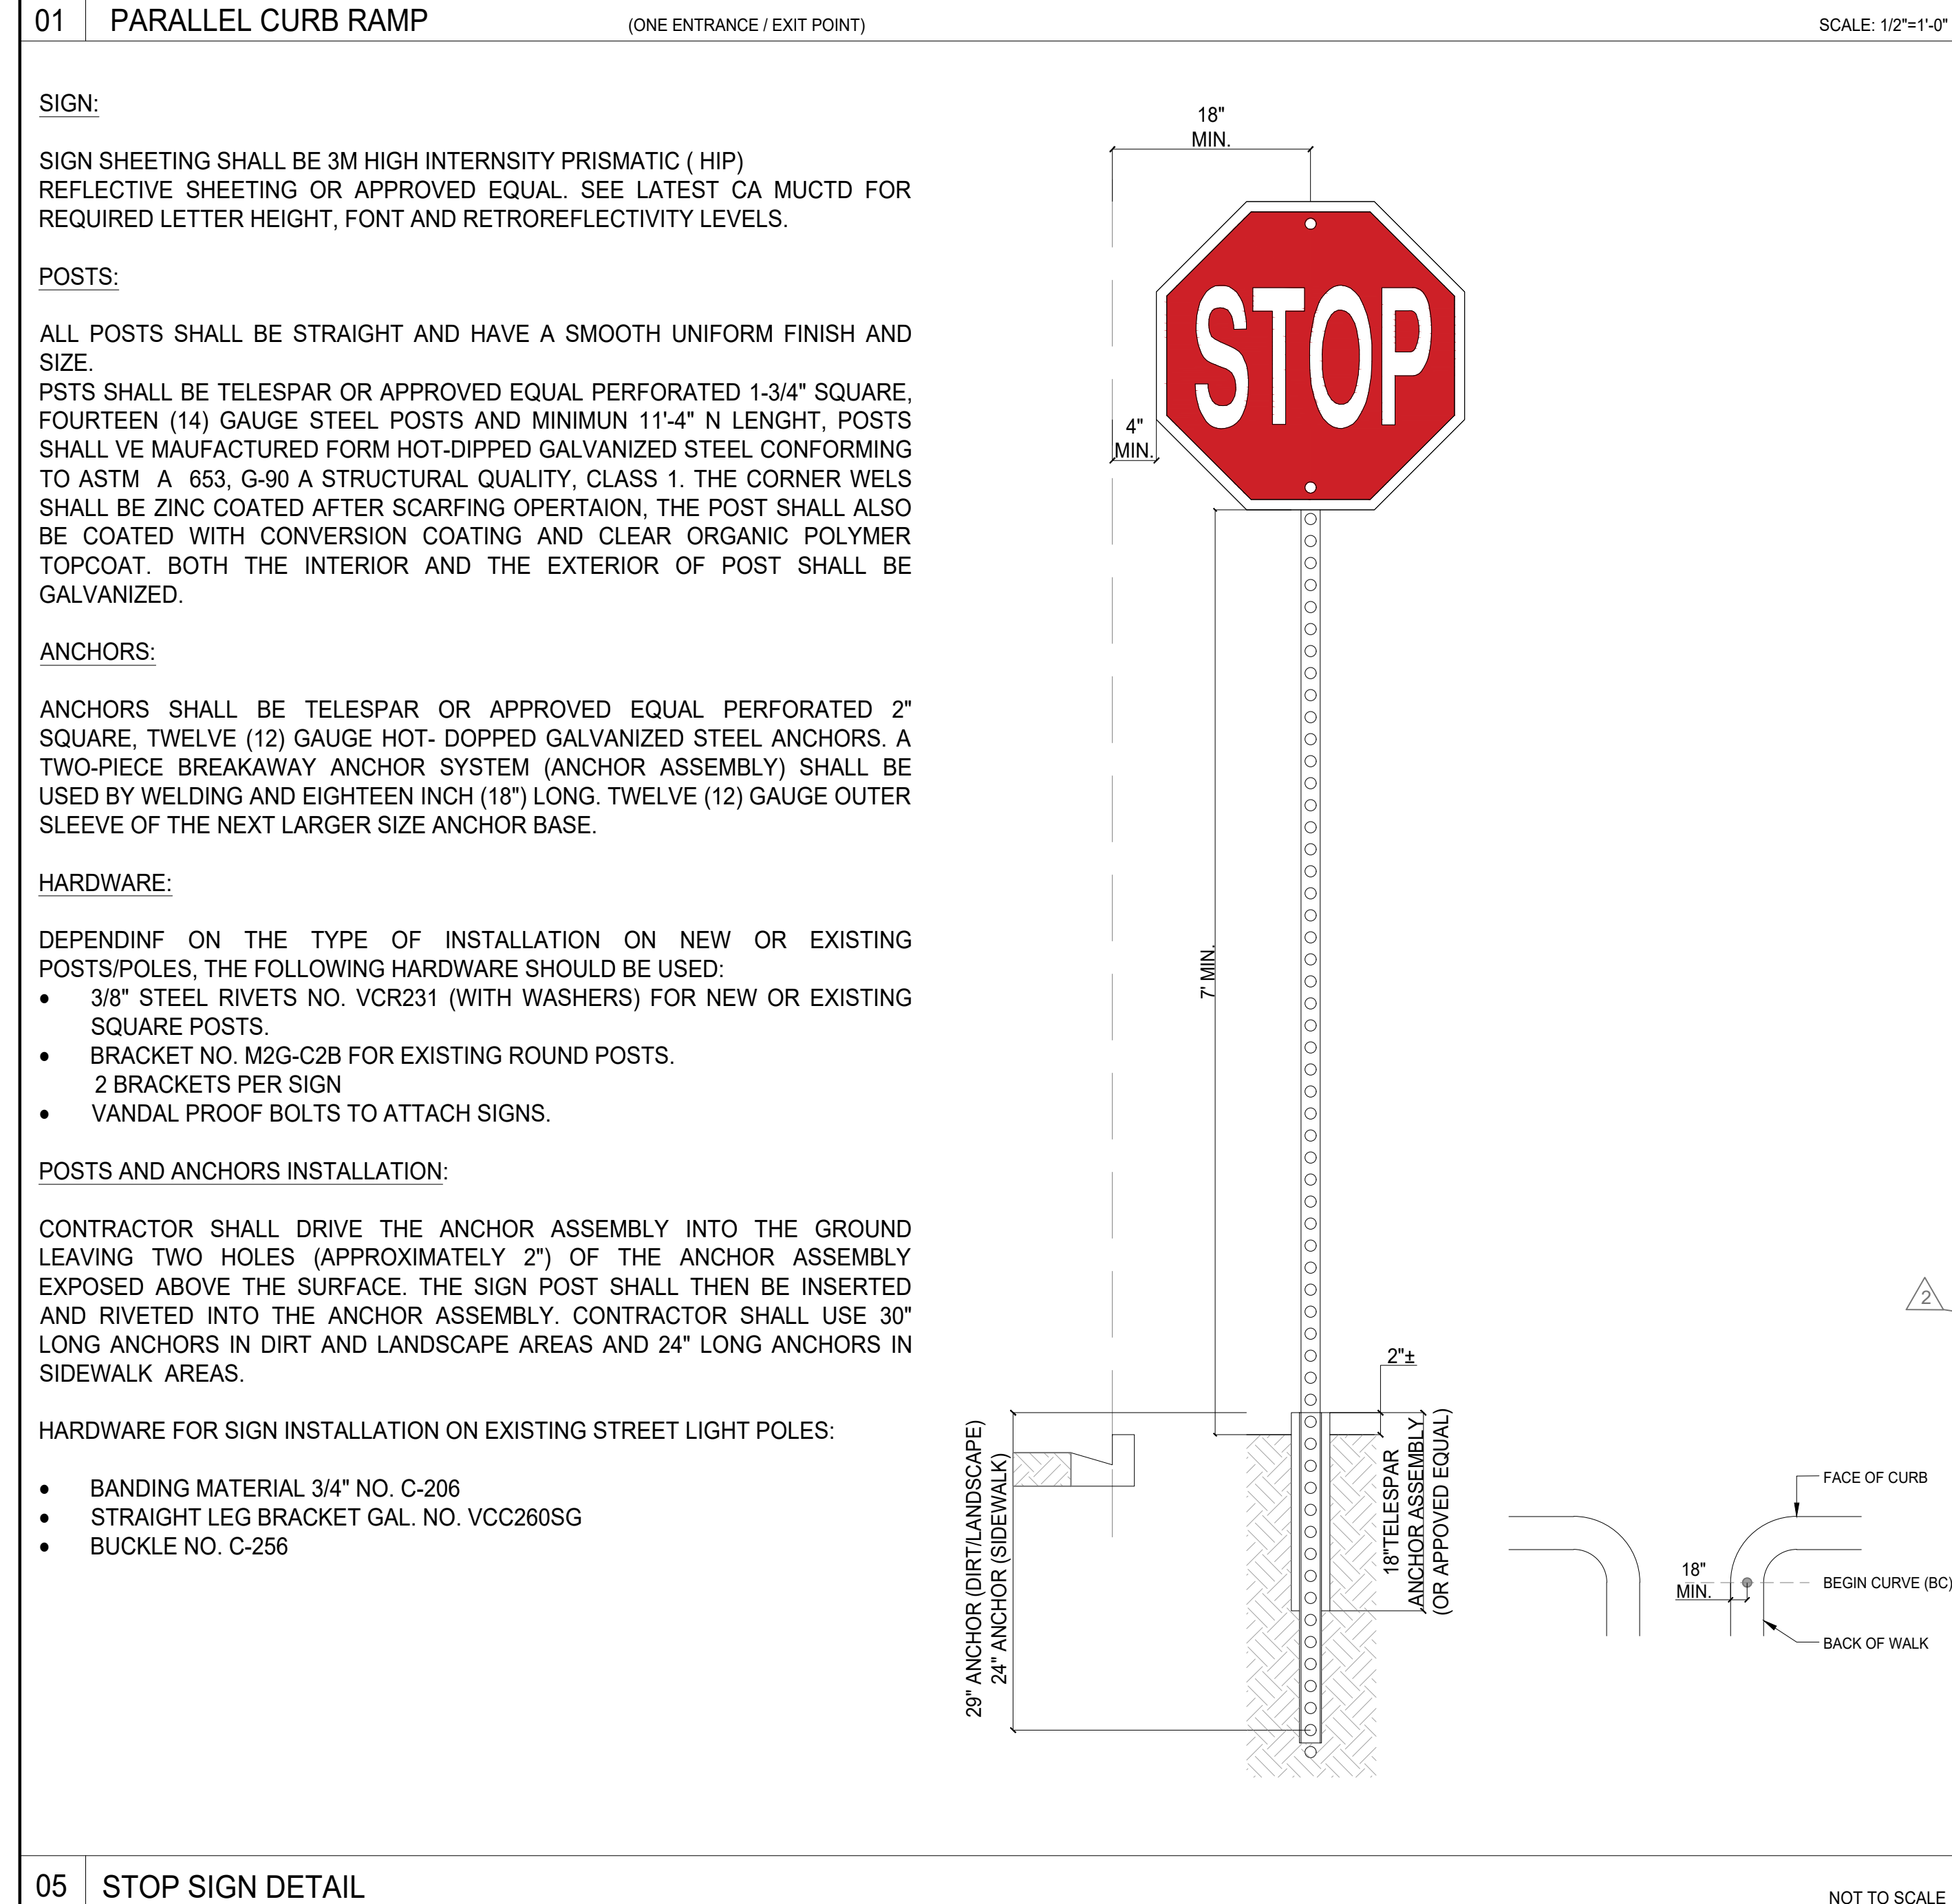 01 PARALLEL CURB RAMP (ONE ENTRANCE / EXIT POINT) SCALE: 1/2"=1'-0"
SIGN:
SIGN SHEETING SHALL BE 3M HIGH INTERNSITY PRISMATIC ( HIP)
REFLECTIVE SHEETING OR APPROVED EQUAL. SEE LATEST CA MUCTD FOR
REQUIRED LETTER HEIGHT, FONT AND RETROREFLECTIVITY LEVELS.
POSTS:
ALL POSTS SHALL BE STRAIGHT AND HAVE A SMOOTH UNIFORM FINISH AND
SIZE.
PSTS SHALL BE TELESPAR OR APPROVED EQUAL PERFORATED 1-3/4" SQUARE,
FOURTEEN (14) GAUGE STEEL POSTS AND MINIMUN 11'-4" N LENGHT, POSTS
SHALL VE MAUFACTURED FORM HOT-DIPPED GALVANIZED STEEL CONFORMING
TO ASTM A 653, G-90 A STRUCTURAL QUALITY, CLASS 1. THE CORNER WELS
SHALL BE ZINC COATED AFTER SCARFING OPERTAION, THE POST SHALL ALSO
BE COATED WITH CONVERSION COATING AND CLEAR ORGANIC POLYMER
TOPCOAT. BOTH THE INTERIOR AND THE EXTERIOR OF POST SHALL BE
GALVANIZED.
ANCHORS:
ANCHORS SHALL BE TELESPAR OR APPROVED EQUAL PERFORATED 2"
SQUARE, TWELVE (12) GAUGE HOT- DOPPED GALVANIZED STEEL ANCHORS. A
TWO-PIECE BREAKAWAY ANCHOR SYSTEM (ANCHOR ASSEMBLY) SHALL BE
USED BY WELDING AND EIGHTEEN INCH (18") LONG. TWELVE (12) GAUGE OUTER
SLEEVE OF THE NEXT LARGER SIZE ANCHOR BASE.
HARDWARE:
DEPENDINF ON THE TYPE OF INSTALLATION ON NEW OR EXISTING
POSTS/POLES, THE FOLLOWING HARDWARE SHOULD BE USED:
• 3/8" STEEL RIVETS NO. VCR231 (WITH WASHERS) FOR NEW OR EXISTING
SQUARE POSTS.
• BRACKET NO. M2G-C2B FOR EXISTING ROUND POSTS.
2 BRACKETS PER SIGN
• VANDAL PROOF BOLTS TO ATTACH SIGNS.
POSTS AND ANCHORS INSTALLATION:
CONTRACTOR SHALL DRIVE THE ANCHOR ASSEMBLY INTO THE GROUND
LEAVING TWO HOLES (APPROXIMATELY 2") OF THE ANCHOR ASSEMBLY
EXPOSED ABOVE THE SURFACE. THE SIGN POST SHALL THEN BE INSERTED
AND RIVETED INTO THE ANCHOR ASSEMBLY. CONTRACTOR SHALL USE 30"
LONG ANCHORS IN DIRT AND LANDSCAPE AREAS AND 24" LONG ANCHORS IN
SIDEWALK AREAS.
HARDWARE FOR SIGN INSTALLATION ON EXISTING STREET LIGHT POLES:
• BANDING MATERIAL 3/4" NO. C-206
• STRAIGHT LEG BRACKET GAL. NO. VCC260SG
• BUCKLE NO. C-256
18"
MIN.
STOP
4"
MIN.
7' MIN.
2"±
29" ANCHOR (DIRT/LANDSCAPE)
24" ANCHOR (SIDEWALK)
18"TELESPAR
ANCHOR ASSEMBLY
(OR APPOVED EQUAL)
2
FACE OF CURB
18"
MIN.
BEGIN CURVE (BC)
BACK OF WALK
05 STOP SIGN DETAIL NOT TO SCALE